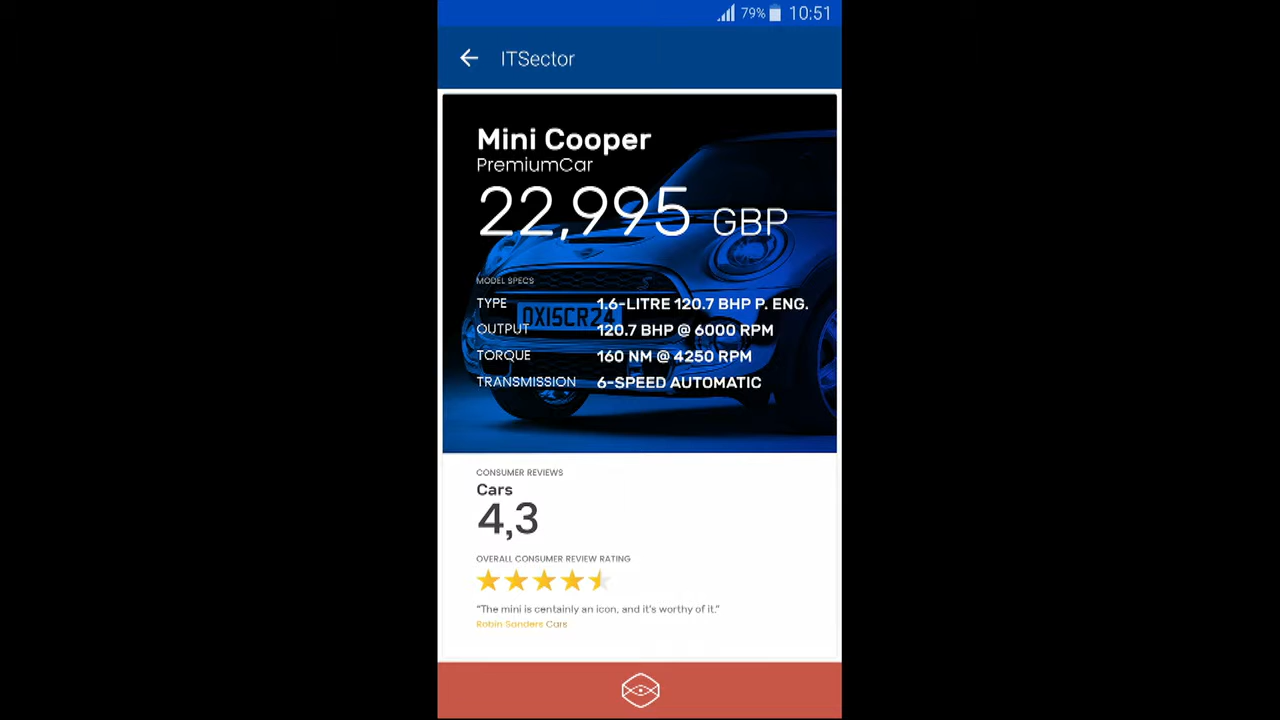 79% 10:51
ITSector
Mini Cooper
PremiumCar
22,995 GBP
MODEL SPECS
TYPE 1.6-LITRE 120.7 BHP P. ENG.
OX15CR24
OUTPUT 120.7 BHP @ 6000 RPM
TORQUE 160 NM @ 4250 RPM
TRANSMISSION 6-SPEED AUTOMATIC
CONSUMER REVIEWS
Cars
4,3
OVERALL CONSUMER REVIEW RATING
"The mini is centainly an icon, and it's worthy of it."
Robin Sanders Cars